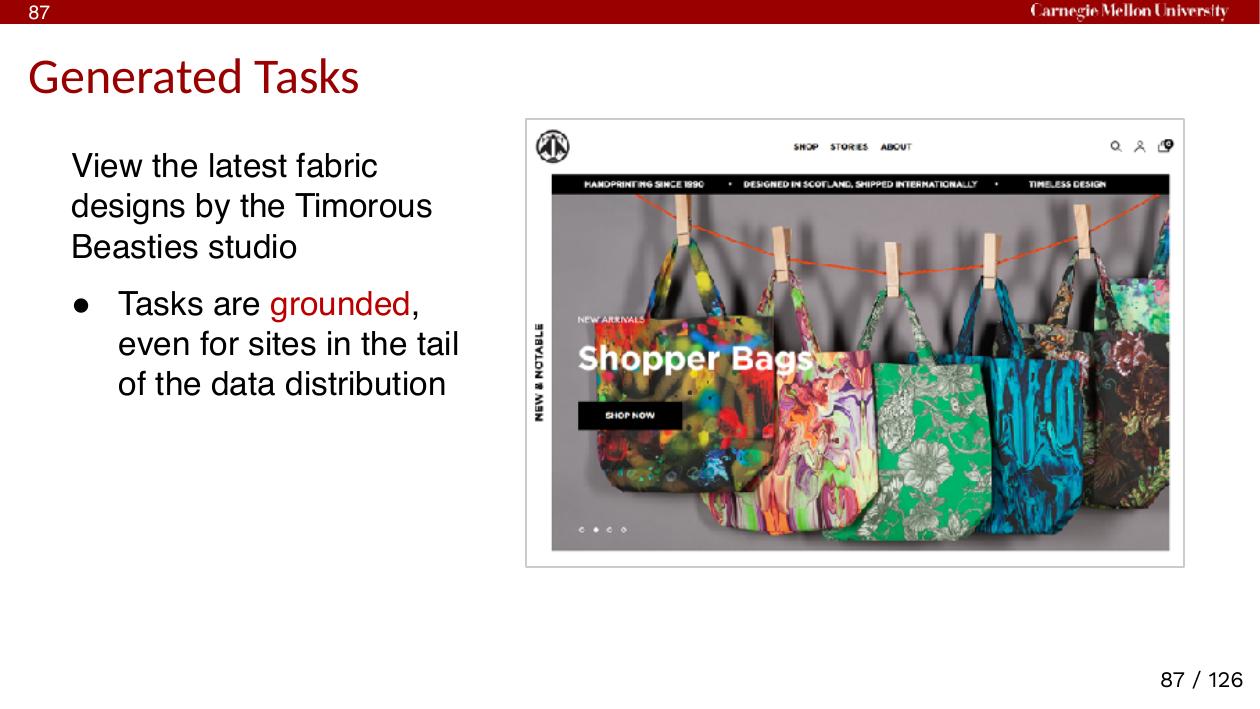 87
Carnegie Mellon University
Generated Tasks
View the latest fabric
designs by the Timorous
Beasties studio
● Tasks are grounded,
even for sites in the tail
of the data distribution
SHOP STORIES ABOUT
0
HANDPRINTING SINCE 1990 • DESIGNED IN SCOTLAND, SHIPPED INTERNATIONALLY • TIMELESS DESIGN
NEW & NOTABLE
NEW ARRIVALS
Shopper Bags
SHOP NOW
87 / 126